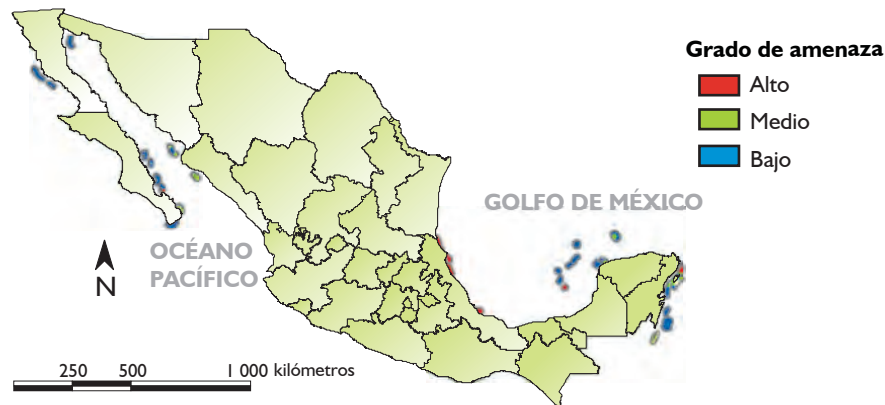 Grado de amenaza
Alto
Medio
Bajo
GOLFO DE MÉXICO
OCÉANO
PACÍFICO
N
250 500 1 000 kilómetros